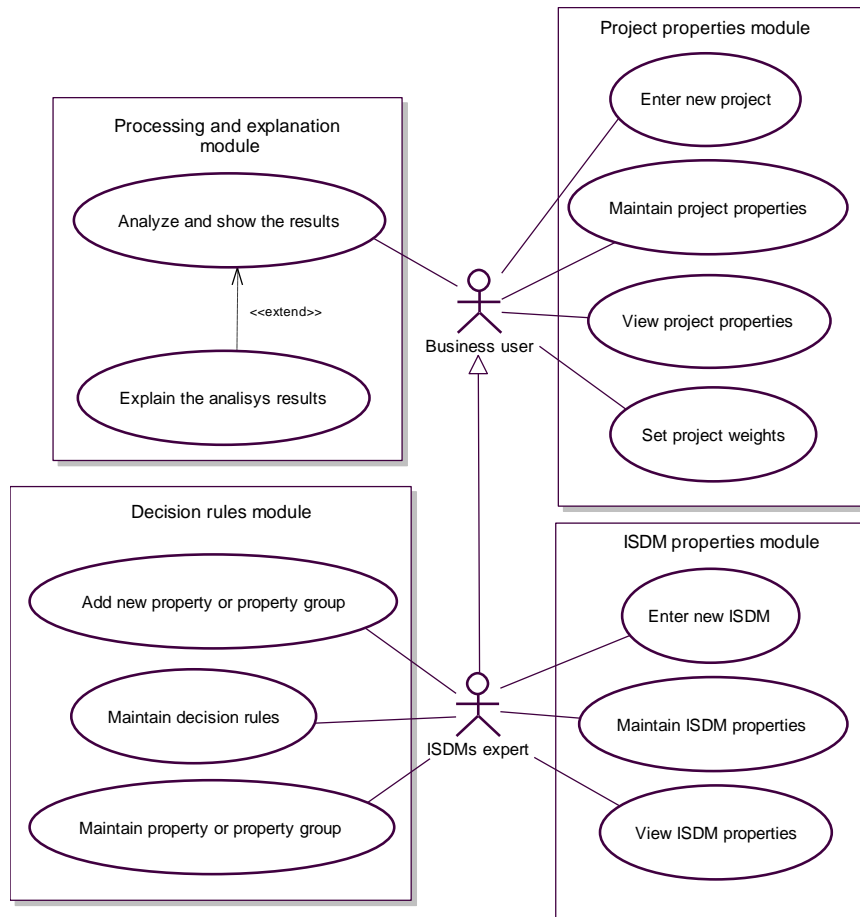 Project properties module
Enter new project
Maintain project properties
View project properties
Set project weights
Processing and explanation
module
Analyze and show the results
<<extend>>
Explain the analisys results
Business user
Decision rules module
Add new property or property group
Maintain decision rules
Maintain property or property group
ISDMs expert
ISDM properties module
Enter new ISDM
Maintain ISDM properties
View ISDM properties